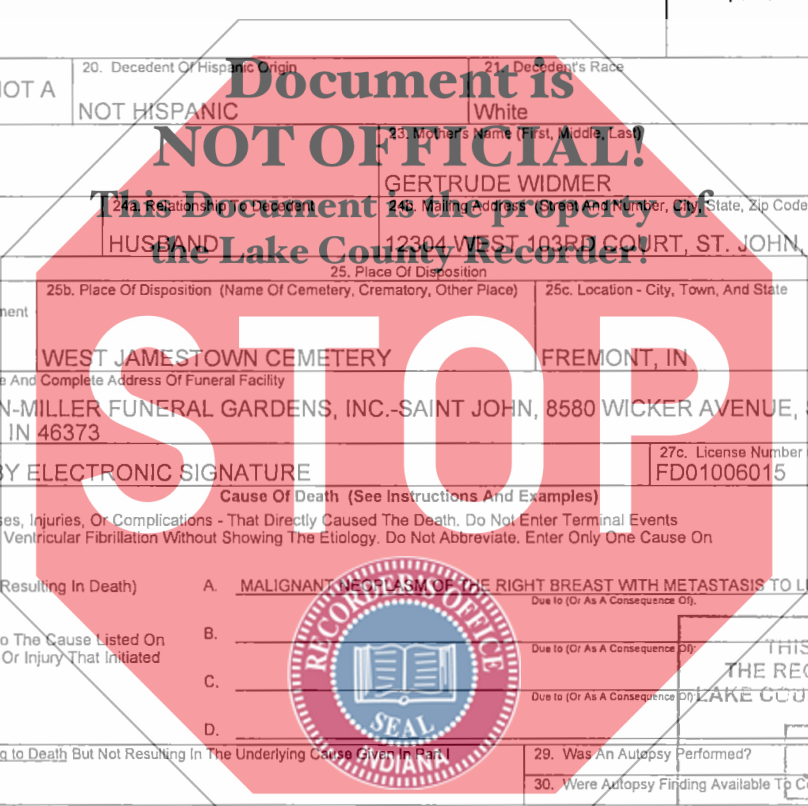 20. Decedent Of Hispanic Origin 21. Decedent's Race
NOT A NOT HISPANIC White
Document is
NOT OFFICIAL!
This Document is the property of
the Lake County Recorder!
23. Mother's Name (First, Middle, Last)
GERTRUDE WIDMER
24a. Relationship To Decedent 24b. Mailing Address (Street And Number, City, State, Zip Code
HUSBAND 12304 WEST 103RD COURT, ST. JOHN,
25. Place Of Disposition
25b. Place Of Disposition (Name Of Cemetery, Crematory, Other Place) 25c. Location - City, Town, And State
WEST JAMESTOWN CEMETERY FREMONT, IN
STOP
And Complete Address Of Funeral Facility
N-MILLER FUNERAL GARDENS, INC.-SAINT JOHN, 8580 WICKER AVENUE,
IN 46373
27c. License Number
BY ELECTRONIC SIGNATURE FD01006015
Cause Of Death (See Instructions And Examples)
ses, Injuries, Or Complications - That Directly Caused The Death. Do Not Enter Terminal Events
Ventricular Fibrillation Without Showing The Etiology. Do Not Abbreviate. Enter Only One Cause On
Resulting In Death) A. MALIGNANT NEOPLASM OF THE RIGHT BREAST WITH METASTASIS TO
Due to (Or As A Consequence Of).
o The Cause Listed On B.
Or Injury That Initiated Due to (Or As A Consequence Of): THIS
THE REC
C.
Due to (Or As A Consequence Of) LAKE COU
D.
RECORDER'S OFFICE
SEAL
INDIANA
to Death But Not Resulting In The Underlying Cause Given In Part I 29. Was An Autopsy Performed?
30. Were Autopsy Finding Available To